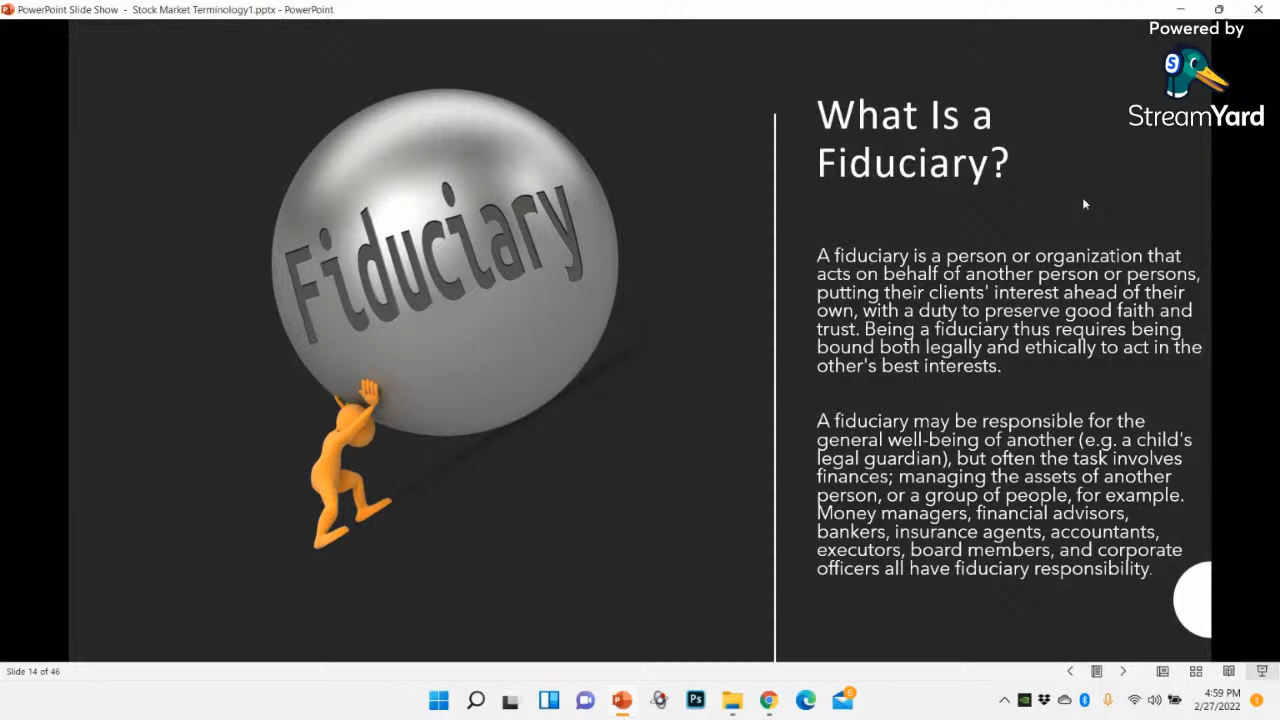 PowerPoint Slide Show - Stock Market Terminology1.pptx - PowerPoint
Powered by
S
StreamYard
Fiduciary
What Is a
Fiduciary?
A fiduciary is a person or organization that
acts on behalf of another person or persons,
putting their clients' interest ahead of their
own, with a duty to preserve good faith and
trust. Being a fiduciary thus requires being
bound both legally and ethically to act in the
other's best interests.
A fiduciary may be responsible for the
general well-being of another (e.g. a child's
legal guardian), but often the task involves
finances; managing the assets of another
person, or a group of people, for example.
Money managers, financial advisors,
bankers, insurance agents, accountants,
executors, board members, and corporate
officers all have fiduciary responsibility.
Slide 14 of 46
Ps
4:59 PM
2/27/2022